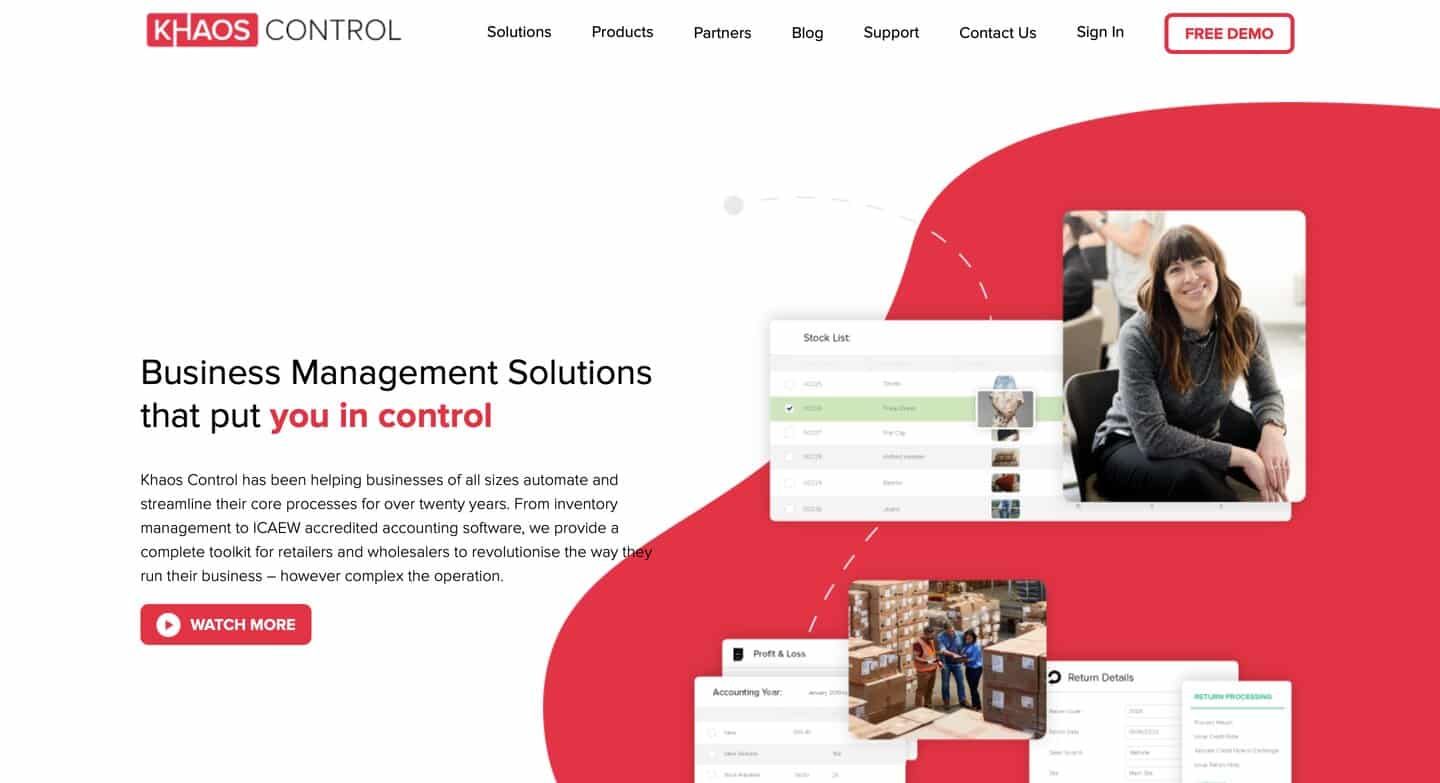 KHAOS CONTROL
Solutions
Products
Partners
Blog
Support
Contact Us
Sign In
FREE DEMO
Business Management Solutions
that put you in control
Khaos Control has been helping businesses of all sizes automate and
streamline their core processes for over twenty years. From inventory
management to ICAEW accredited accounting software, we provide a
complete toolkit for retailers and wholesalers to revolutionise the way they
run their business – however complex the operation.
WATCH MORE
Stock List:
Profit & Loss
Accounting Year:
Return Details
RETURN PROCESSING
Process Return
Main Site